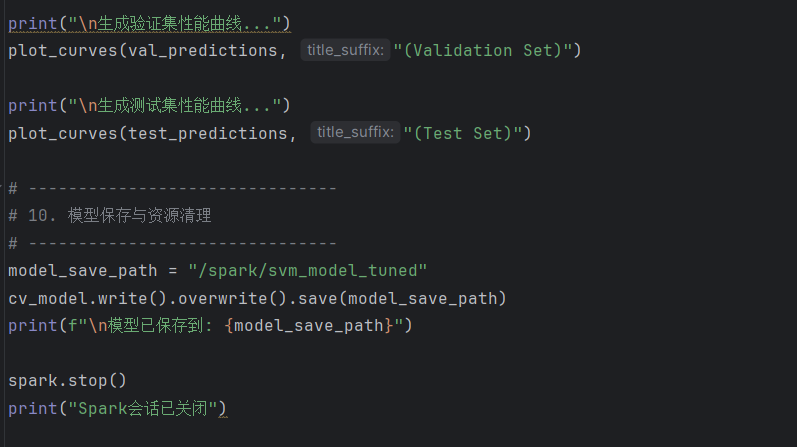 print("\n生成验证集性能曲线...")
plot_curves(val_predictions, title_suffix: "(Validation Set)")
print("\n生成测试集性能曲线...")
plot_curves(test_predictions, title_suffix: "(Test Set)")
# -------------------------------
# 10. 模型保存与资源清理
# -------------------------------
model_save_path = "/spark/svm_model_tuned"
cv_model.write().overwrite().save(model_save_path)
print(f"\n模型已保存到: {model_save_path}")
spark.stop()
print("Spark会话已关闭")